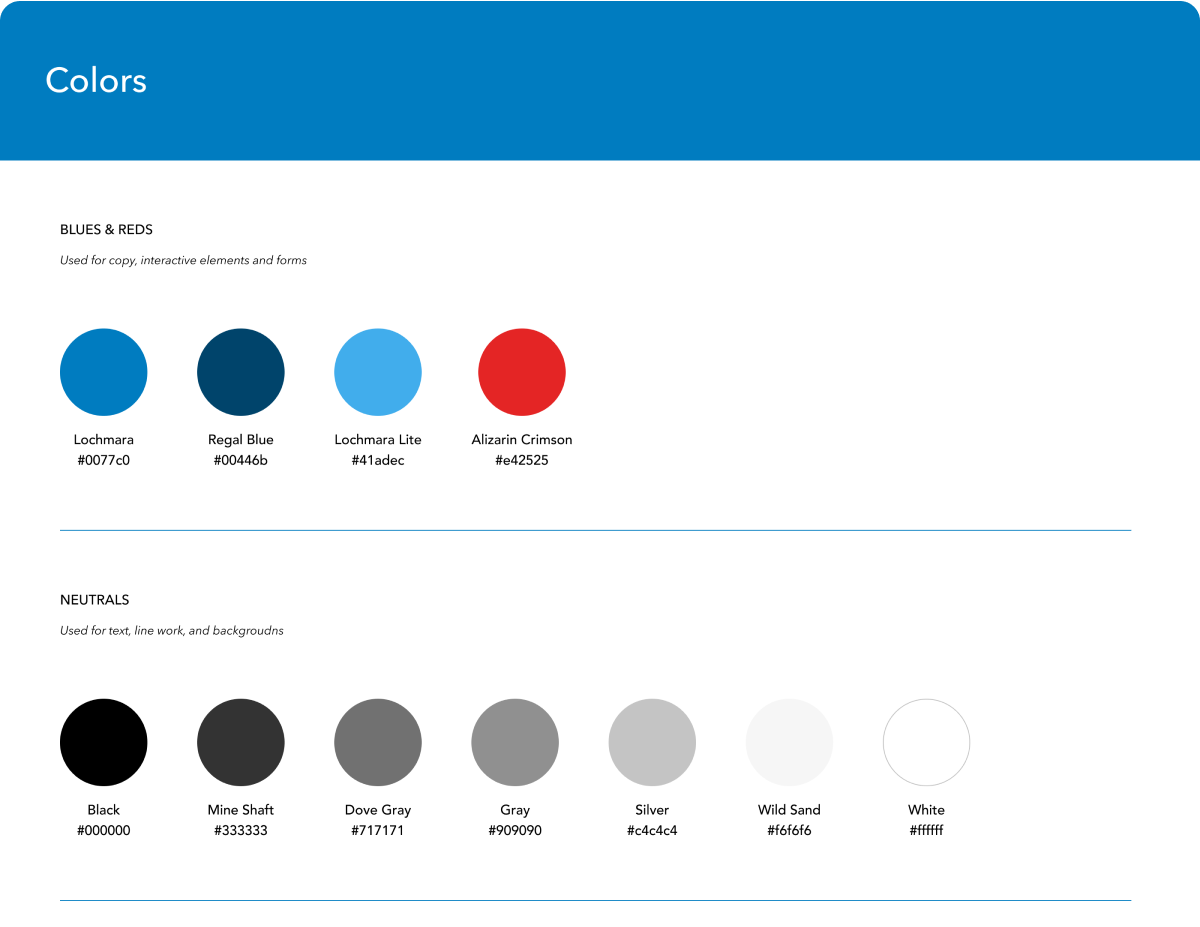 Colors
BLUES & REDS
Used for copy, interactive elements and forms
Lochmara
#0077c0
Regal Blue
#00446b
Lochmara Lite
#41adec
Alizarin Crimson
#e42525
NEUTRALS
Used for text, line work, and backgroudns
Black
#000000
Mine Shaft
#333333
Dove Gray
#717171
Gray
#909090
Silver
#c4c4c4
Wild Sand
#f6f6f6
White
#ffffff